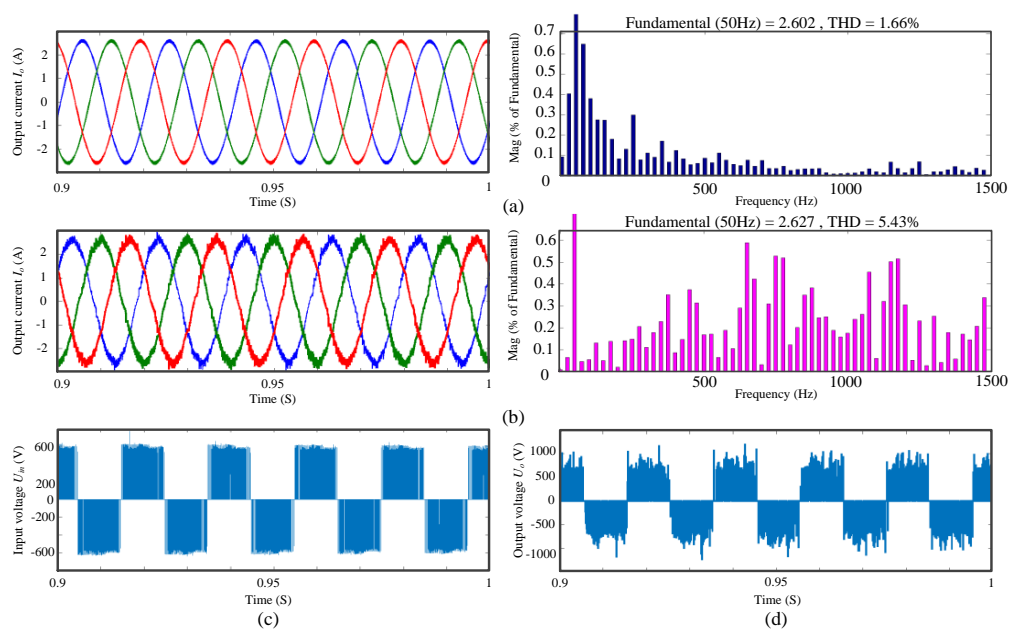 Fundamental (50Hz) = 2.602 , THD = 1.66%
Output current Io (A)
2
1
0
-1
-2
0.9
0.95
1
Time (S)
Mag (% of Fundamental)
0.7
0.6
0.5
0.4
0.3
0.2
0.1
0
500
1000
1500
Frequency (Hz)
(a)
Fundamental (50Hz) = 2.627 , THD = 5.43%
Output current Io (A)
2
1
0
-1
-2
0.9
0.95
1
Time (S)
Mag (% of Fundamental)
0.6
0.5
0.4
0.3
0.2
0.1
0
500
1000
1500
Frequency (Hz)
(b)
Input voltage Uin (V)
600
200
0
-200
-600
0.9
0.95
1
Time (S)
(c)
Output voltage Uo (V)
1000
500
0
-500
-1000
0.9
0.95
1
Time (S)
(d)